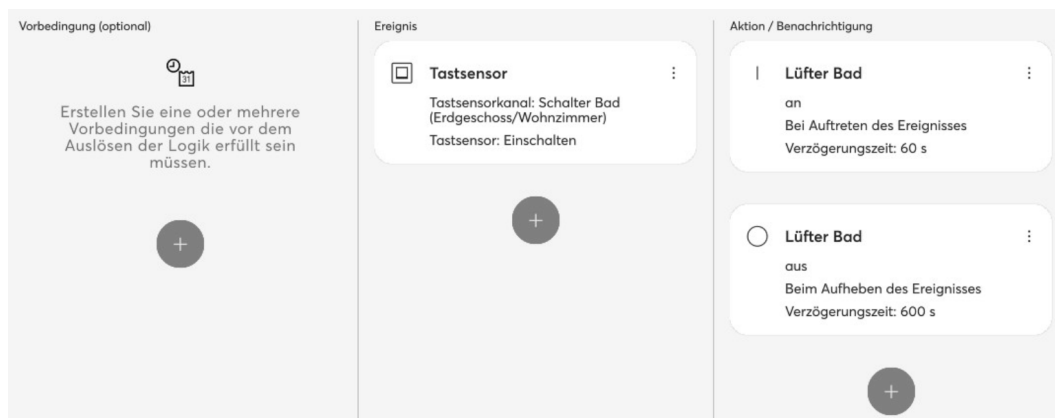 Vorbedingung (optional)
31
Erstellen Sie eine oder mehrere
Vorbedingungen die vor dem
Auslösen der Logik erfüllt sein
müssen.
Ereignis
Tastsensor
Tastsensorkanal: Schalter Bad
(Erdgeschoss/Wohnzimmer)
Tastsensor: Einschalten
Aktion / Benachrichtigung
Lüfter Bad
an
Bei Auftreten des Ereignisses
Verzögerungszeit: 60 s
Lüfter Bad
aus
Beim Aufheben des Ereignisses
Verzögerungszeit: 600 s